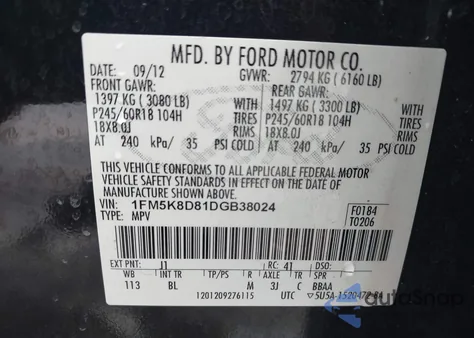 MFD. BY FORD MOTOR CO.
DATE: 09/12 GVWR: 2794 KG ( 6160 LB)
FRONT GAWR: REAR GAWR:
1397 KG ( 3080 LB) 1497 KG ( 3300 LB)
P245/60R18 104H TIRES P245/60R18 104H TIRES
18X8.0J RIMS 18X8.0J RIMS
AT 240 kPa/ 35 PSI COLD AT 240 kPa/ 35 PSI COLD
THIS VEHICLE CONFORMS TO ALL APPLICABLE FEDERAL MOTOR
VEHICLE SAFETY AND THEFT PREVENTION STANDARDS IN EFFECT ON THE DATE OF
MANUFACTURE SHOWN ABOVE.
VIN: 1FM5K8D81DGB38024 F0184
TYPE: MPV T0206
EXT PNT: J1 RC: 41 DSO:
WB INT TR TP/PS R AXLE TR SPR
113 BL M 3J C BBAA
1201209276115 UTC
AutoSnap